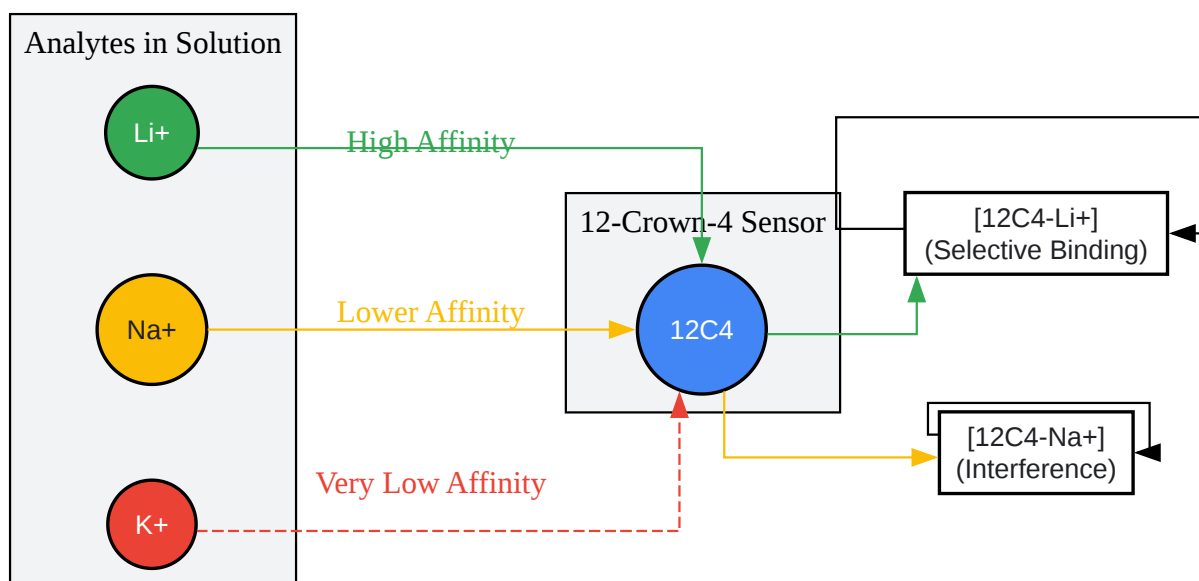 Analytes in Solution
Li+
High Affinity
12-Crown-4 Sensor
[12C4-Li+]
(Selective Binding)
Na+
Lower Affinity
12C4
[12C4-Na+]
(Interference)
Very Low Affinity
K+